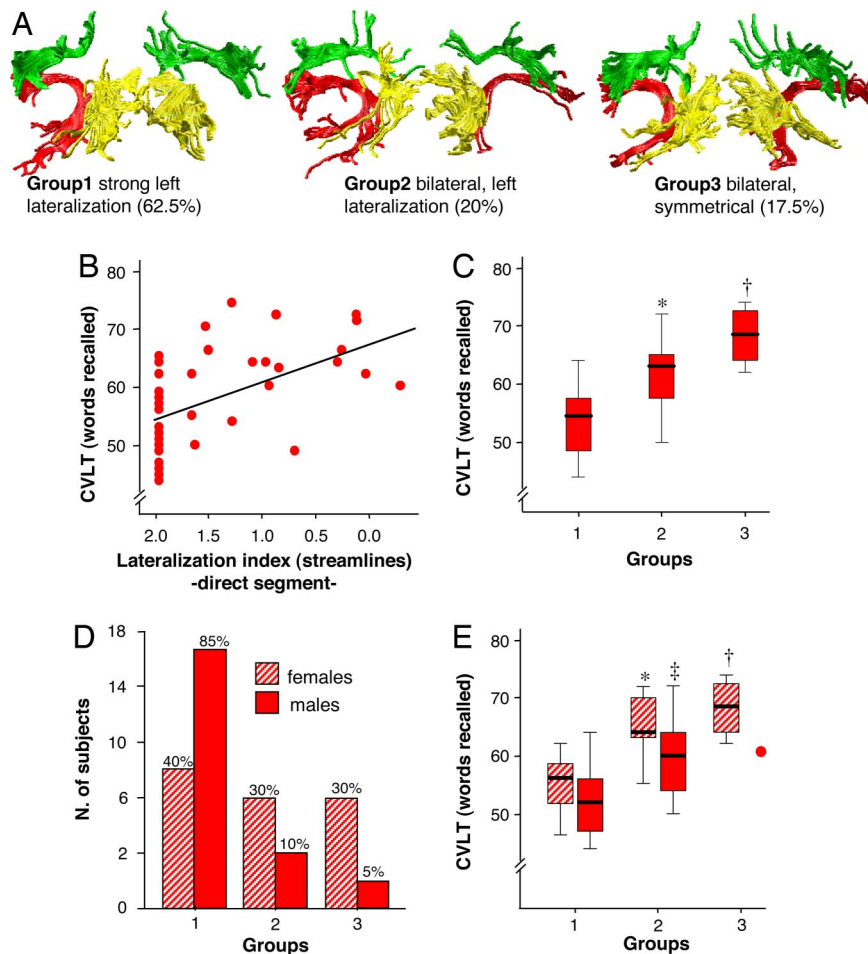 A
Group1 strong left
lateralization (62.5%)
Group2 bilateral, left
lateralization (20%)
Group3 bilateral,
symmetrical (17.5%)
B
CVLT (words recalled)
80
70
60
50
2.0 1.5 1.0 0.5 0.0
Lateralization index (streamlines)
-direct segment-
C
CVLT (words recalled)
80
70
60
50
*
†
1 2 3
Groups
D
N. of subjects
18
14
10
6
2
0
40%
85%
30%
10%
30%
5%
females
males
1 2 3
Groups
E
CVLT (words recalled)
80
70
60
50
*
‡
†
1 2 3
Groups